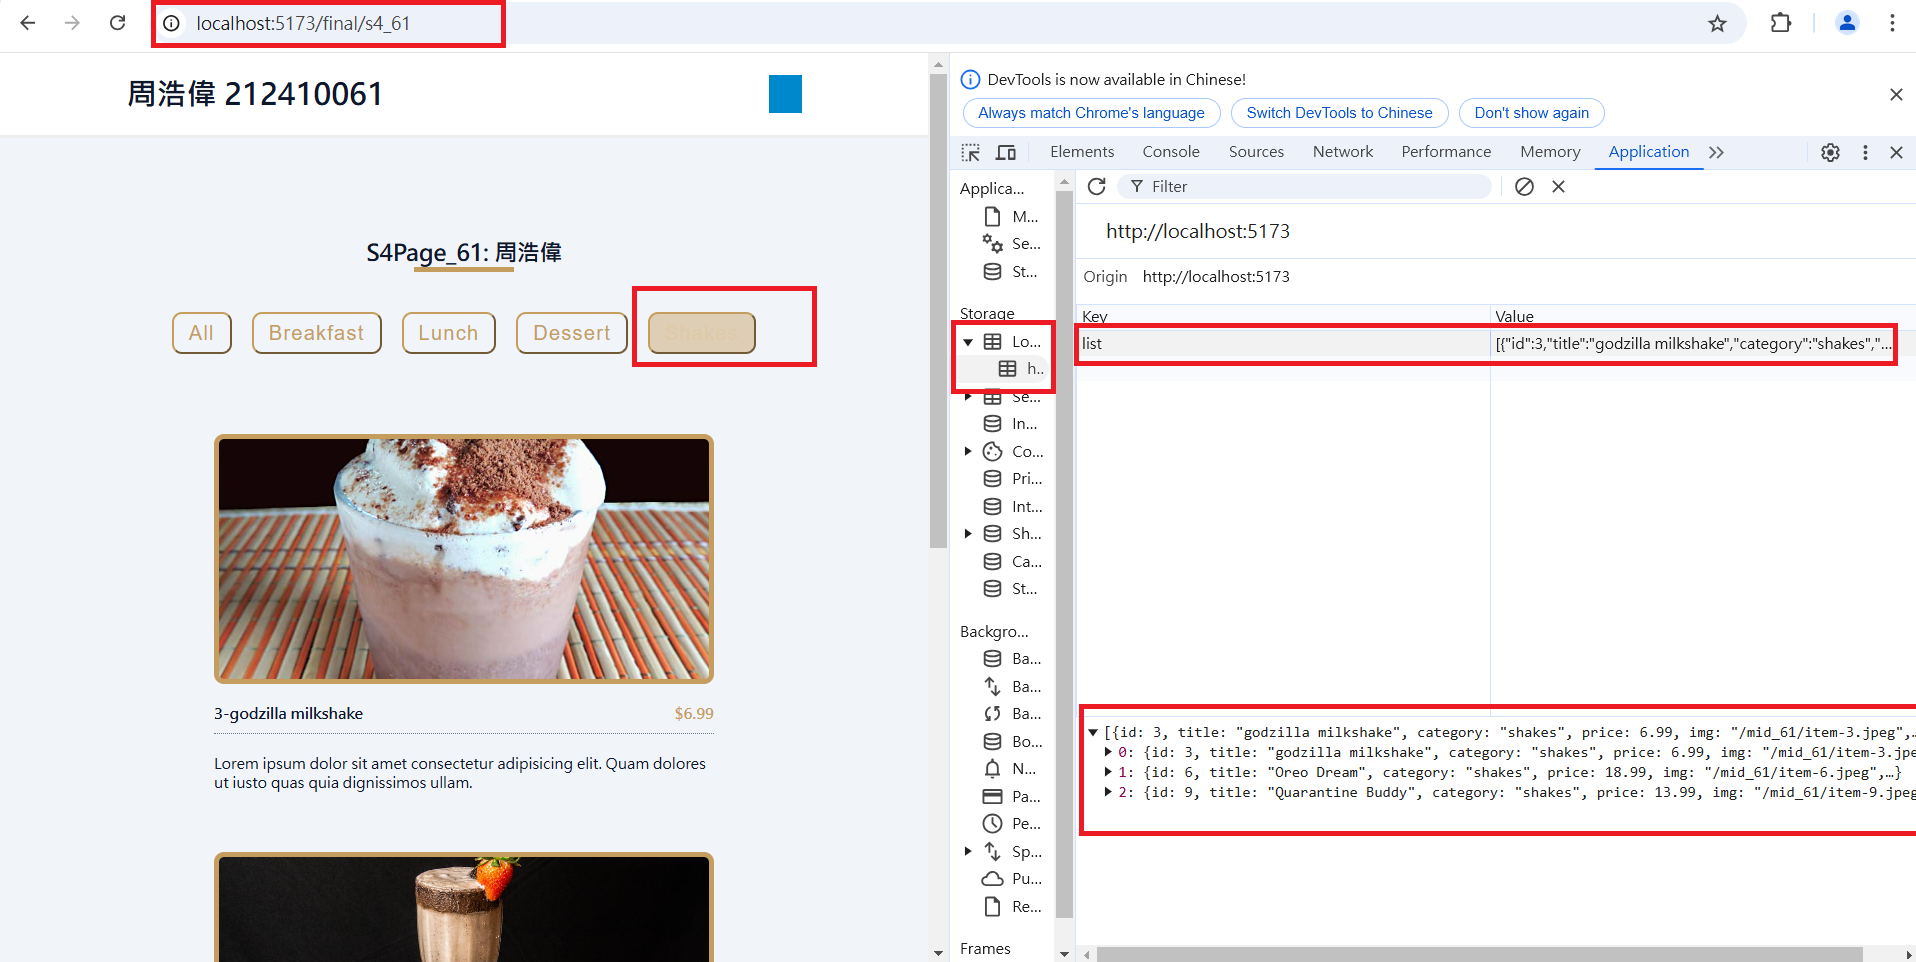 localhost:5173/final/s4_61
周浩偉 212410061
S4Page_61: 周浩偉
All
Breakfast
Lunch
Dessert
Shakes
3-godzilla milkshake
$6.99
Lorem ipsum dolor sit amet consectetur adipisicing elit. Quam dolores
ut iusto quas quia dignissimos ullam.
DevTools is now available in Chinese!
Always match Chrome's language
Switch DevTools to Chinese
Don't show again
Elements
Console
Sources
Network
Performance
Memory
Application
Applica...
M...
Se...
St...
Storage
Lo...
h..
Se...
In...
Co...
Pri...
Int...
Sh...
Ca...
St...
Backgro...
Ba...
Ba...
Ba...
Bo...
N...
Pa...
Pe...
Sp...
Pu...
Re...
Frames
Filter
http://localhost:5173
Origin http://localhost:5173
Key
Value
list
[{"id":3,"title":"godzilla milkshake","category":"shakes","...
[{id: 3, title: "godzilla milkshake", category: "shakes", price: 6.99, img: "/mid_61/item-3.jpeg",…
0: {id: 3, title: "godzilla milkshake", category: "shakes", price: 6.99, img: "/mid_61/item-3.jpe
1: {id: 6, title: "Oreo Dream", category: "shakes", price: 18.99, img: "/mid_61/item-6.jpeg",…}
2: {id: 9, title: "Quarantine Buddy", category: "shakes", price: 13.99, img: "/mid_61/item-9.jpeg